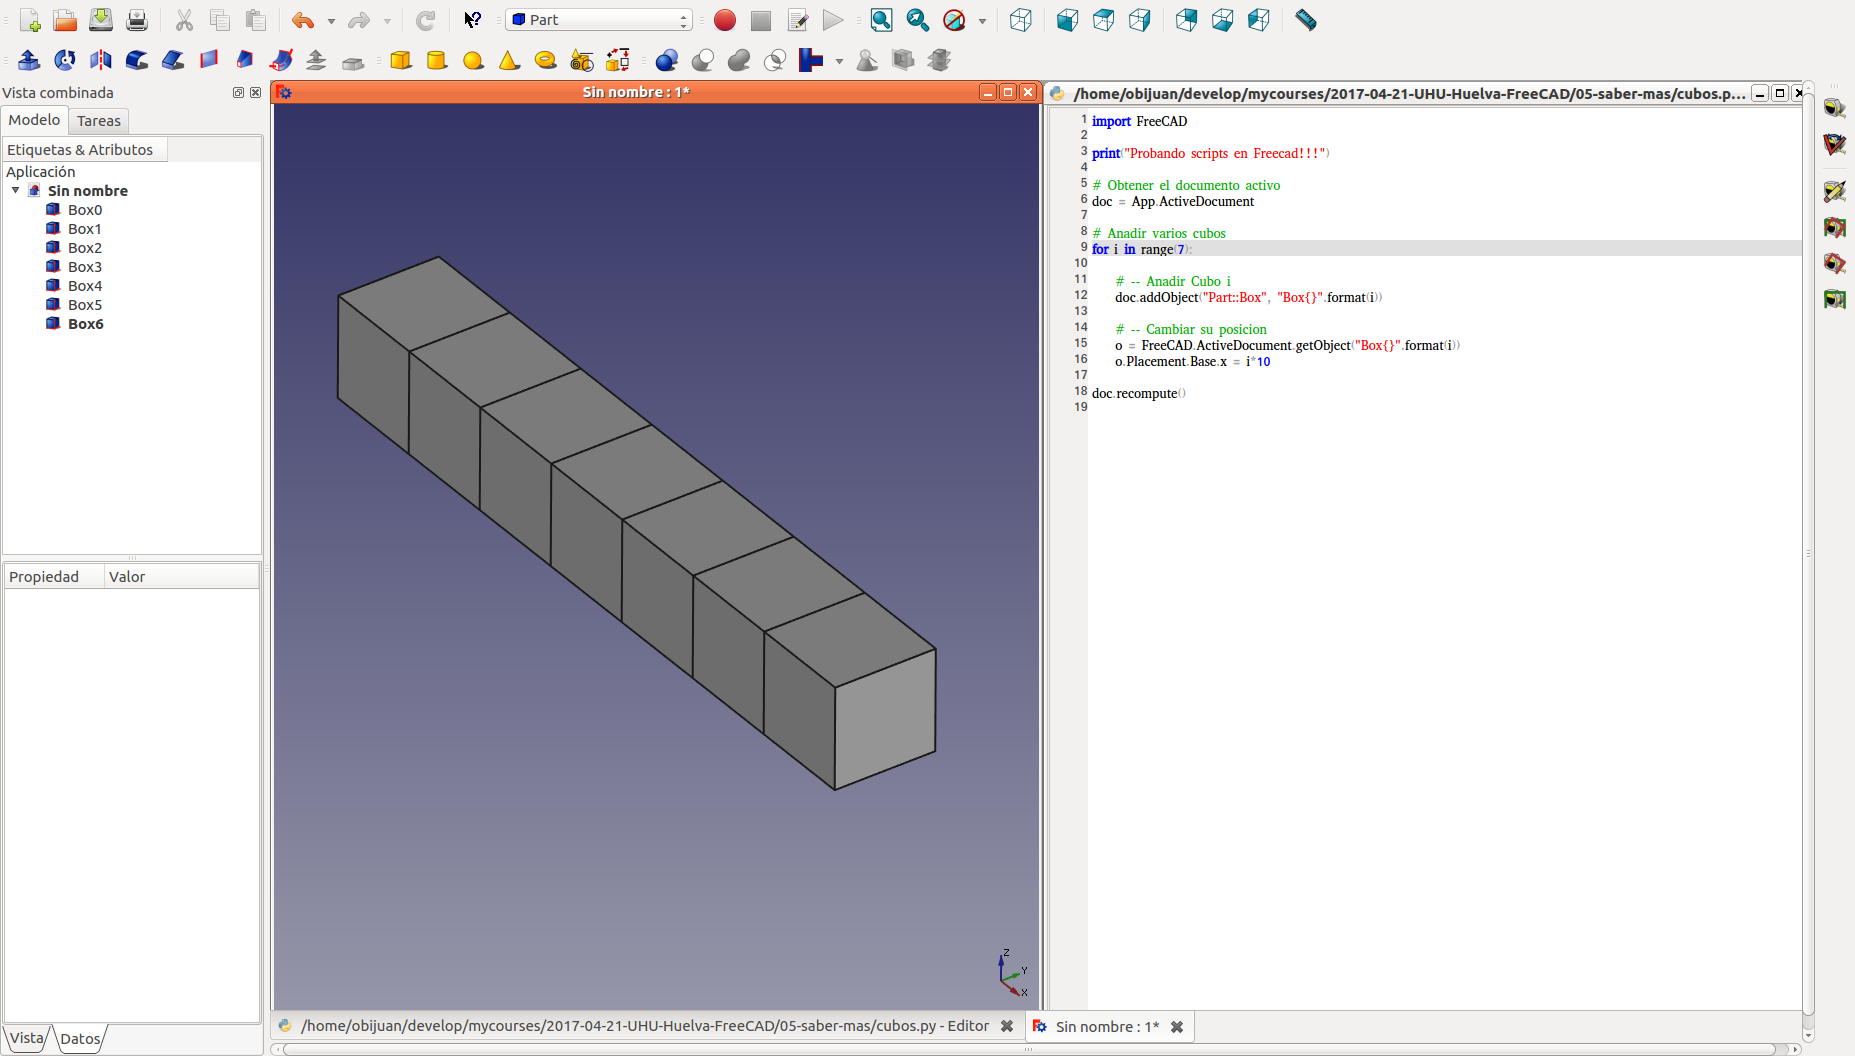 Part
Vista combinada
Modelo
Tareas
Etiquetas & Atributos
Aplicación
Sin nombre
Box0
Box1
Box2
Box3
Box4
Box5
Box6
Propiedad
Valor
Vista
Datos
Sin nombre : 1*
Z
Y
X
/home/obijuan/develop/mycourses/2017-04-21-UHU-Huelva-FreeCAD/05-saber-mas/cubos.p...
1 import FreeCAD
2
3 print("Probando scripts en Freecad!!!")
4
5 # Obtener el documento activo
6 doc = App.ActiveDocument
7
8 # Anadir varios cubos
9 for i in range(7):
10
11 # -- Anadir Cubo i
12 doc.addObject("Part::Box", "Box{}".format(i))
13
14 # -- Cambiar su posicion
15 o = FreeCAD.ActiveDocument.getObject("Box{}".format(i))
16 o.Placement.Base.x = i*10
17
18 doc.recompute()
19
/home/obijuan/develop/mycourses/2017-04-21-UHU-Huelva-FreeCAD/05-saber-mas/cubos.py - Editor
Sin nombre : 1*